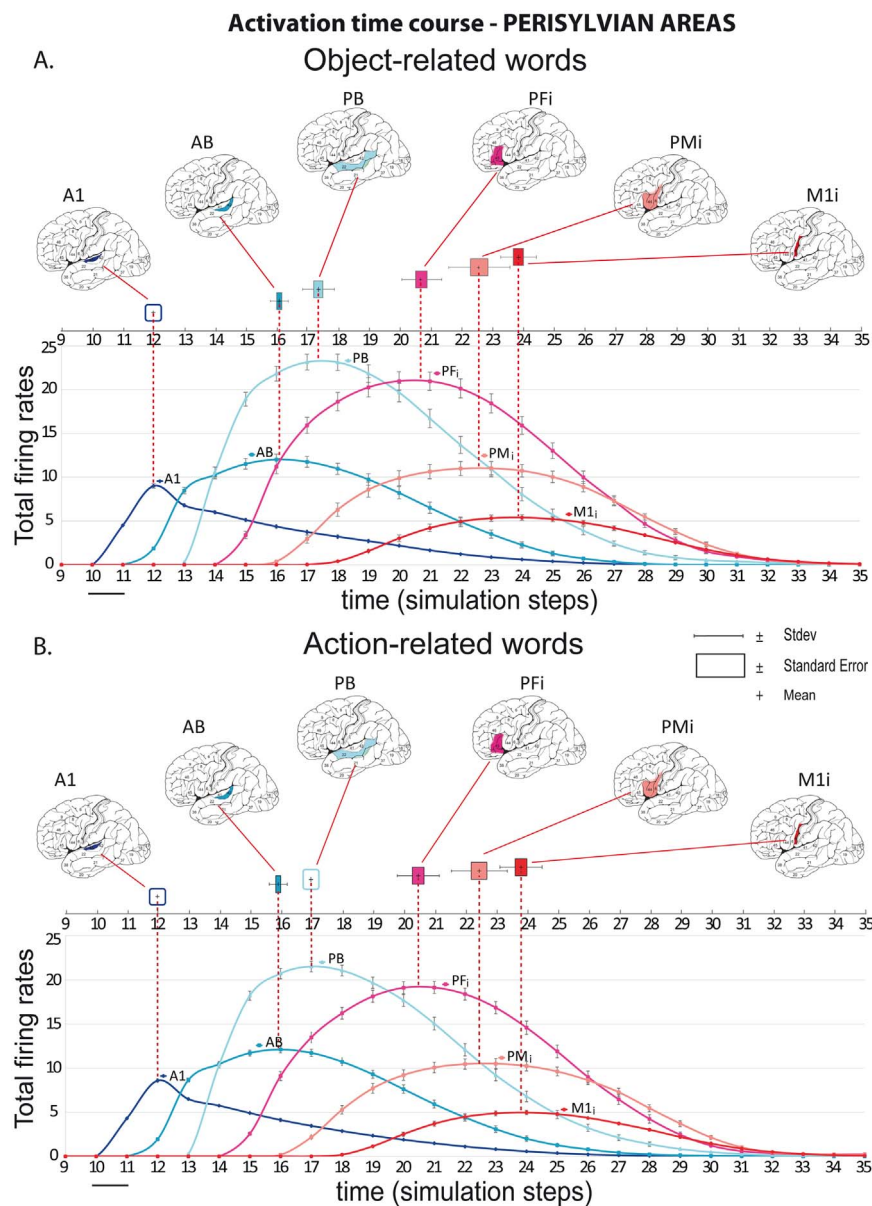 Activation time course - PERISYLVIAN AREAS
A.
Object-related words
PB
PFi
AB
PMi
A1
M1i
9 10 11 12 13 14 15 16 17 18 19 20 21 22 23 24 25 26 27 28 29 30 31 32 33 34 35
25
20
15
10
5
0
Total firing rates
PB
PFi
AB
PMi
A1
M1i
9 10 11 12 13 14 15 16 17 18 19 20 21 22 23 24 25 26 27 28 29 30 31 32 33 34 35
time (simulation steps)
B.
Action-related words
± Stdev
± Standard Error
+ Mean
PB
PFi
AB
PMi
A1
M1i
9 10 11 12 13 14 15 16 17 18 19 20 21 22 23 24 25 26 27 28 29 30 31 32 33 34 35
25
20
15
10
5
0
Total firing rates
PB
PFi
AB
PMi
A1
M1i
9 10 11 12 13 14 15 16 17 18 19 20 21 22 23 24 25 26 27 28 29 30 31 32 33 34 35
time (simulation steps)